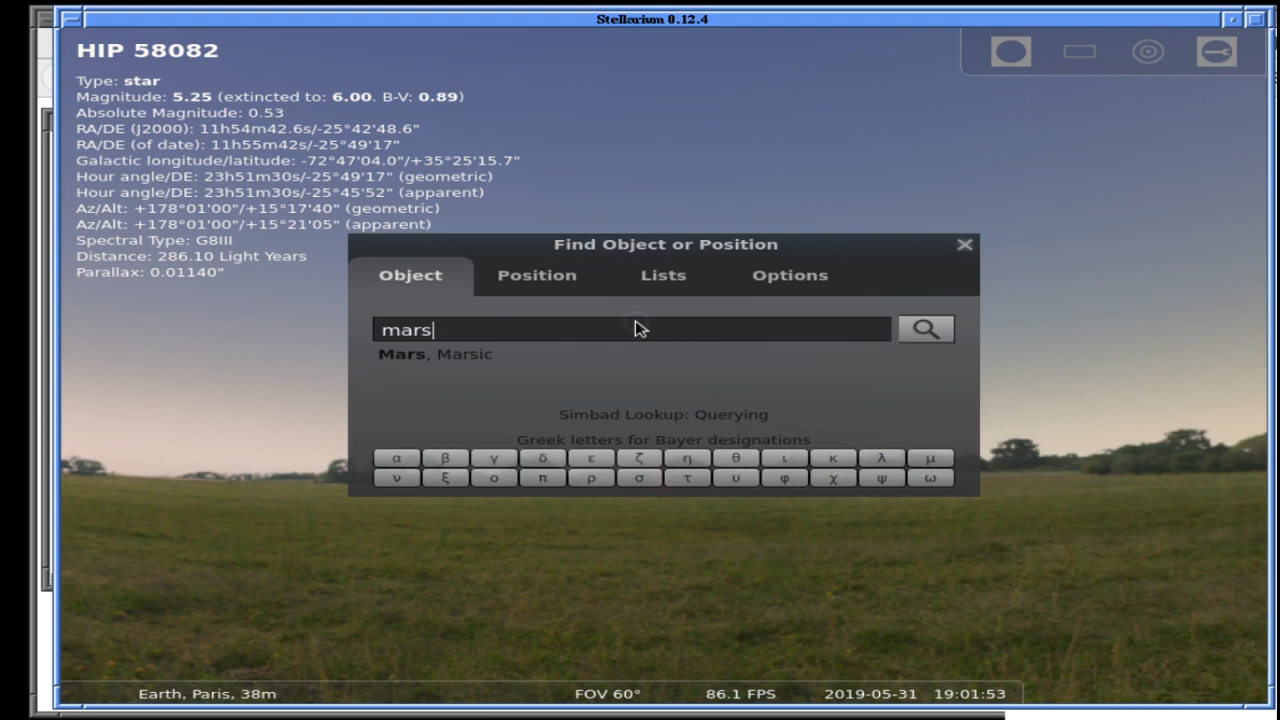 Stellarium 0.12.4
HIP 58082
Type: star
Magnitude: 5.25 (extincted to: 6.00. B-V: 0.89)
Absolute Magnitude: 0.53
RA/DE (J2000): 11h54m42.6s/-25°42'48.6"
RA/DE (of date): 11h55m42s/-25°49'17"
Galactic longitude/latitude: -72°47'04.0"/+35°25'15.7"
Hour angle/DE: 23h51m30s/-25°49'17" (geometric)
Hour angle/DE: 23h51m30s/-25°45'52" (apparent)
Az/Alt: +178°01'00"/+15°17'40" (geometric)
Az/Alt: +178°01'00"/+15°21'05" (apparent)
Spectral Type: G8III
Distance: 286.10 Light Years
Parallax: 0.01140"
Find Object or Position
Object Position Lists Options
mars
Mars, Marsic
Simbad Lookup: Querying
Greek letters for Bayer designations
α β γ δ ε ζ η θ ι κ λ μ
ν ξ ο π ρ σ τ υ φ χ ψ ω
Earth, Paris, 38m FOV 60° 86.1 FPS 2019-05-31 19:01:53